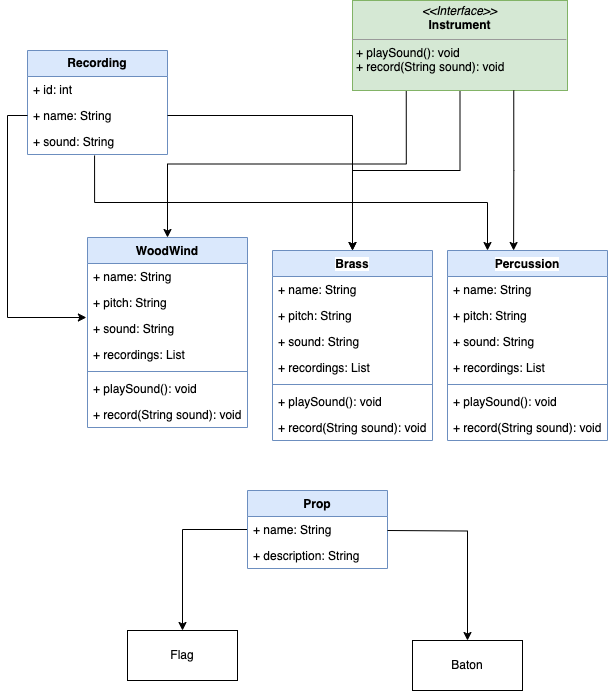 <<Interface>>
Instrument
+ playSound(): void
+ record(String sound): void
Recording
+ id: int
+ name: String
+ sound: String
WoodWind
+ name: String
+ pitch: String
+ sound: String
+ recordings: List
+ playSound(): void
+ record(String sound): void
Brass
+ name: String
+ pitch: String
+ sound: String
+ recordings: List
+ playSound(): void
+ record(String sound): void
Percussion
+ name: String
+ pitch: String
+ sound: String
+ recordings: List
+ playSound(): void
+ record(String sound): void
Prop
+ name: String
+ description: String
Flag
Baton